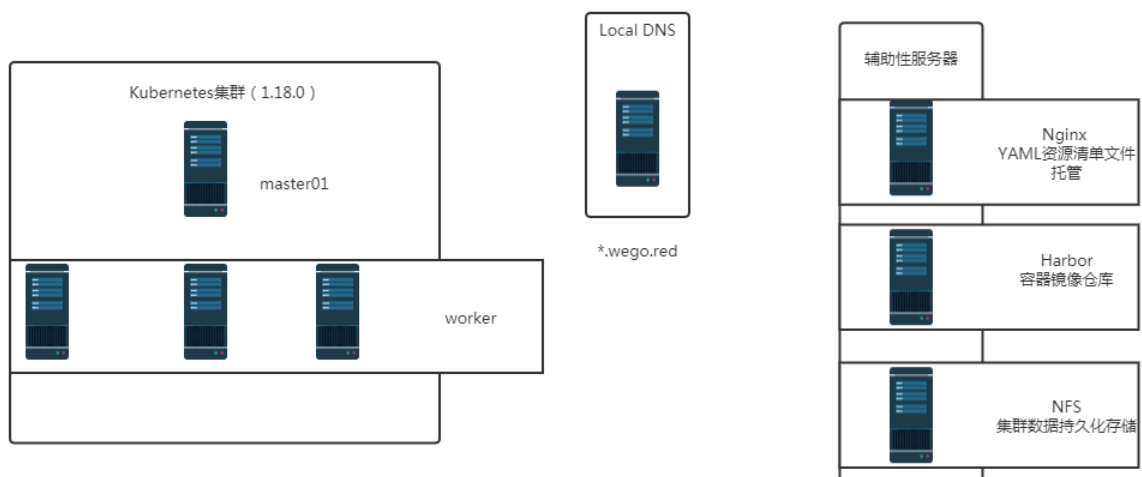 Kubernetes集群（1.18.0）
master01
worker
Local DNS
*.wego.red
辅助性服务器
Nginx
YAML资源清单文件
托管
Harbor
容器镜像仓库
NFS
集群数据持久化存储